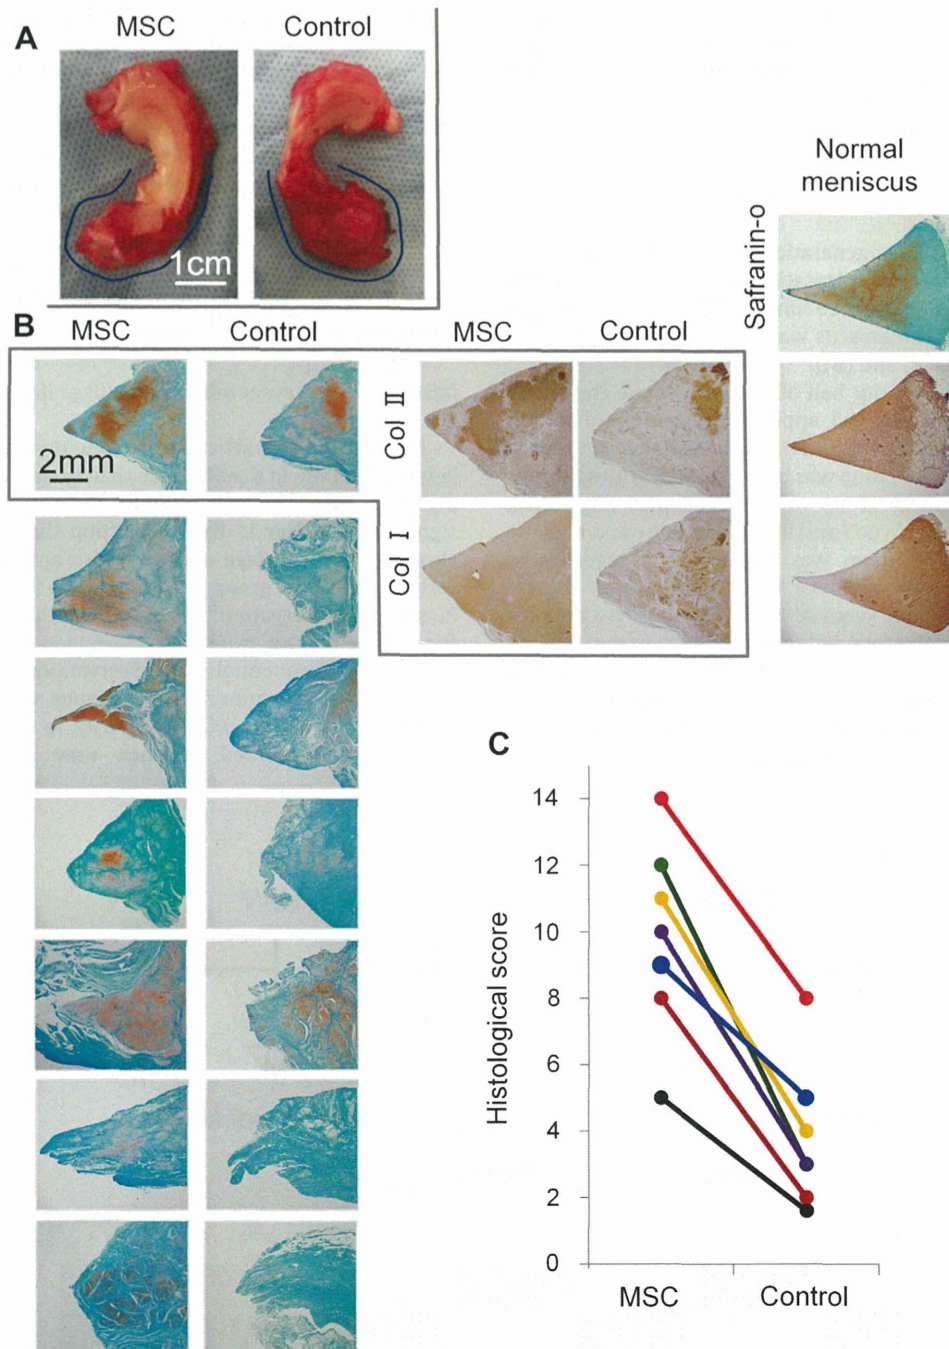 A
MSC Control
1cm
Normal
meniscus
Safranin-o
B
MSC Control MSC Control
2mm
Col II
Col I
C
Histological score
14
12
10
8
6
4
2
0
MSC Control